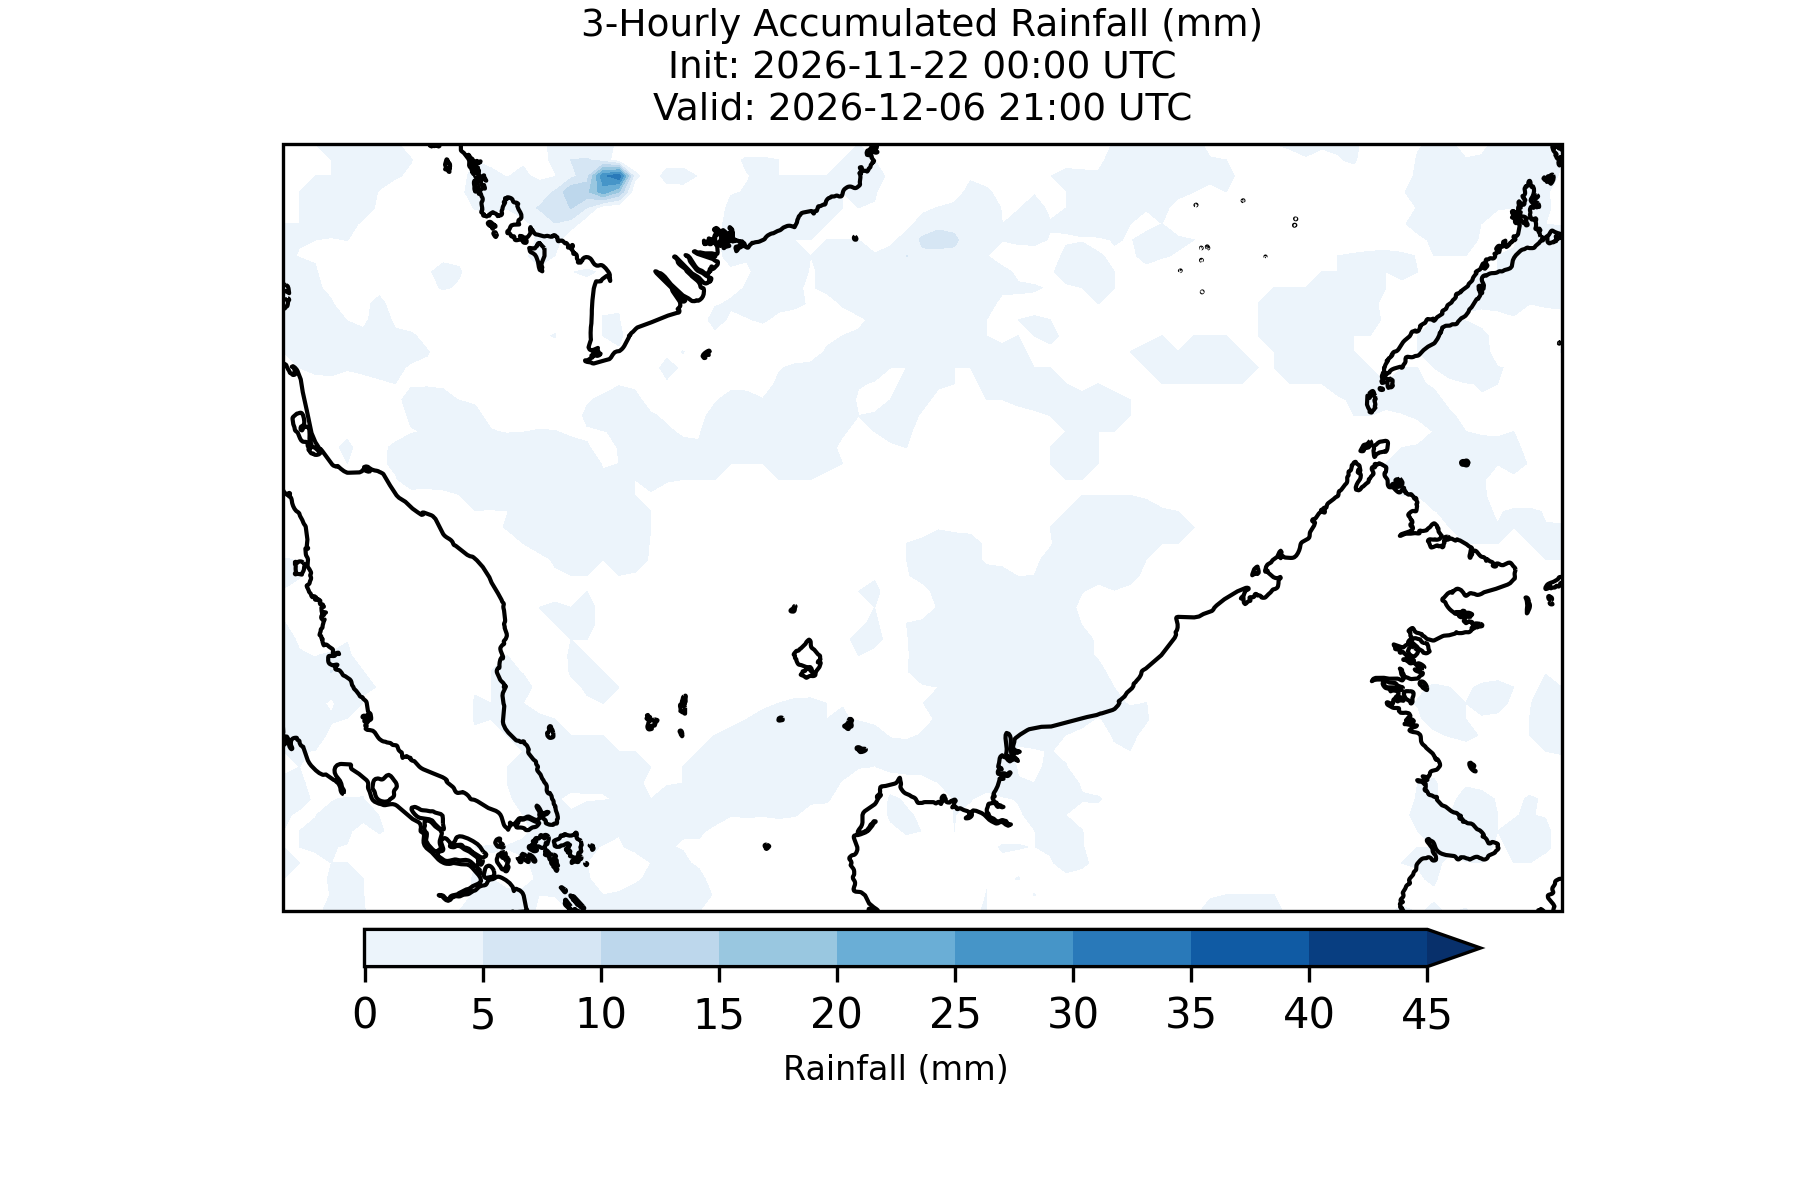 3-Hourly Accumulated Rainfall (mm)
Init: 2026-11-22 00:00 UTC
Valid: 2026-12-06 21:00 UTC
0 5 10 15 20 25 30 35 40 45
Rainfall (mm)